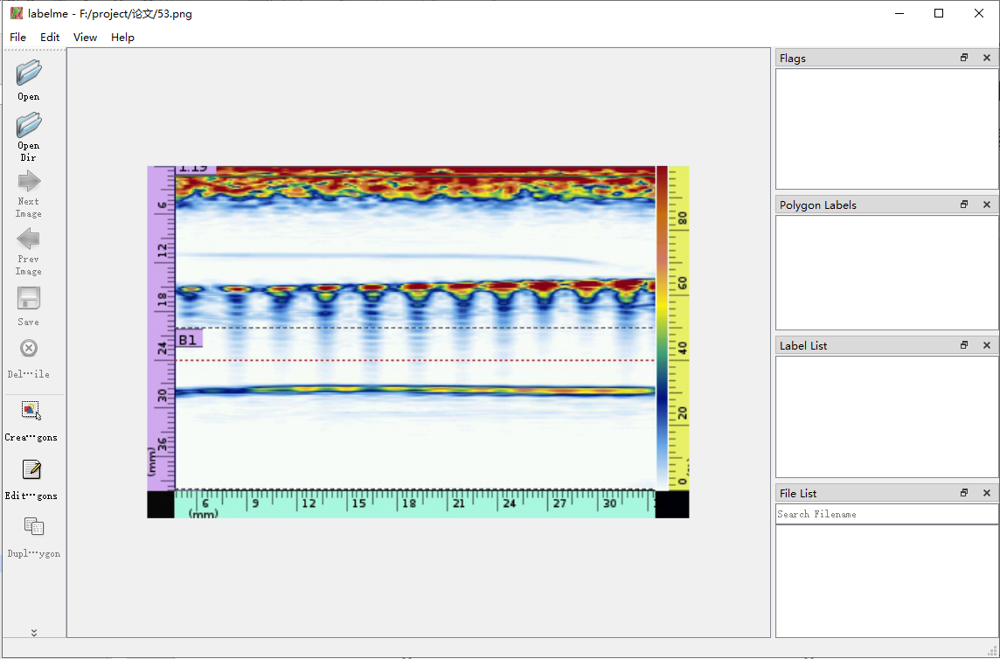 labelme - F:/project/论文/53.png
File Edit View Help
Open
Open
Dir
Next
Image
Prev
Image
Save
Del···ile
Crea···gons
Edit···gons
Dupl···ygon
1.19
6
12
18
24
30
36
(mm)
B1
80
60
40
20
0
6 9 12 15 18 21 24 27 30
(mm)
Flags
Polygon Labels
Label List
File List
Search Filename